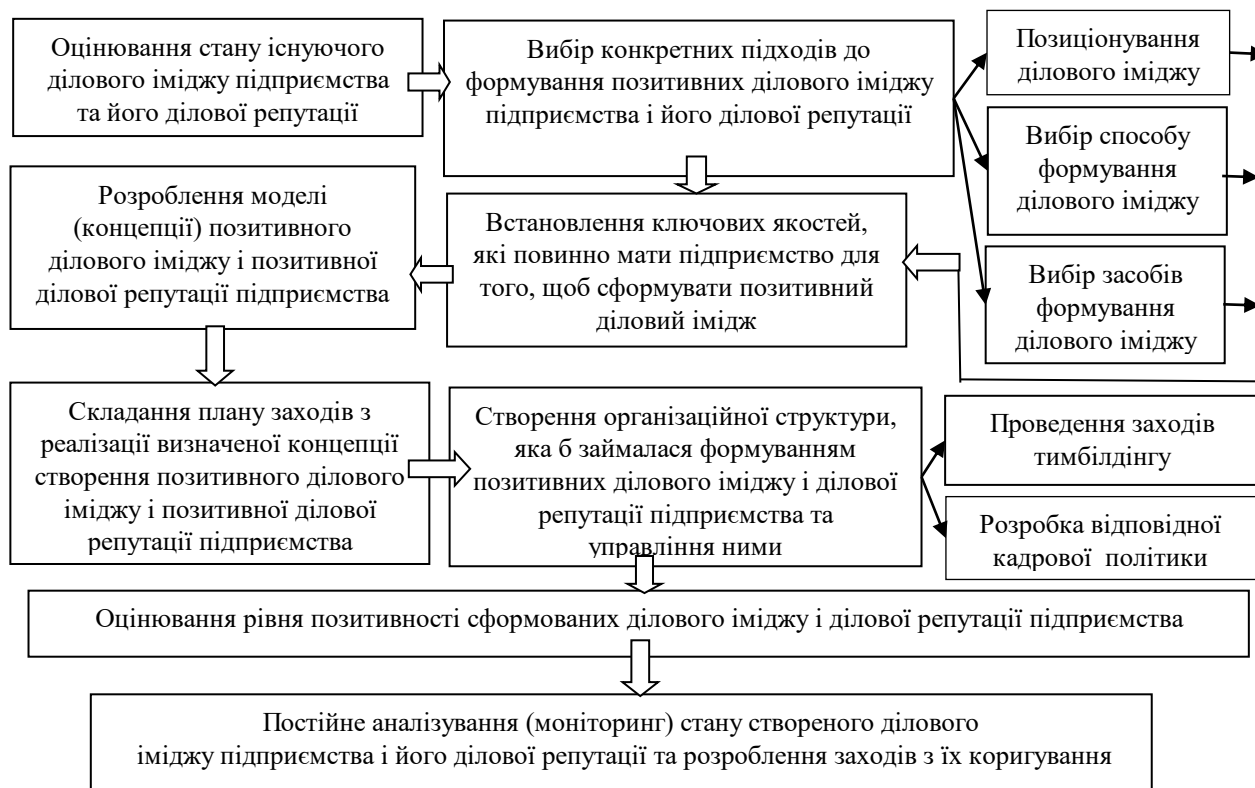 Оцінювання стану існуючого
ділового іміджу підприємства
та його ділової репутації
Вибір конкретних підходів до
формування позитивних ділового іміджу
підприємства і його ділової репутації
Позиціонування
ділового іміджу
Вибір способу
формування
ділового іміджу
Вибір засобів
формування
ділового іміджу
Встановлення ключових якостей,
які повинно мати підприємство для
того, щоб сформувати позитивний
діловий імідж
Розроблення моделі
(концепції) позитивного
ділового іміджу і позитивної
ділової репутації підприємства
Складання плану заходів з
реалізації визначеної концепції
створення позитивного ділового
іміджу і позитивної ділової
репутації підприємства
Створення організаційної структури,
яка б займалася формуванням
позитивних ділового іміджу і ділової
репутації підприємства та
управління ними
Проведення заходів
тимбілдінгу
Розробка відповідної
кадрової політики
Оцінювання рівня позитивності сформованих ділового іміджу і ділової репутації підприємства
Постійне аналізування (моніторинг) стану створеного ділового
іміджу підприємства і його ділової репутації та розроблення заходів з їх коригування